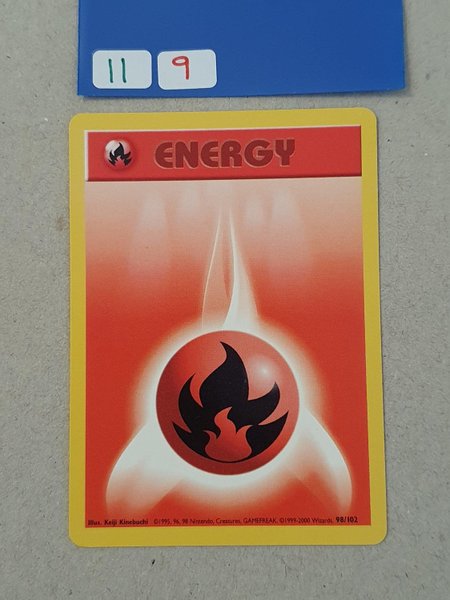 11 9
ENERGY
Illus. Keiji Kinebuchi ©1995, 96, 98 Nintendo, Creatures, GAMEFREAK. ©1999-2000 Wizards. 98/102